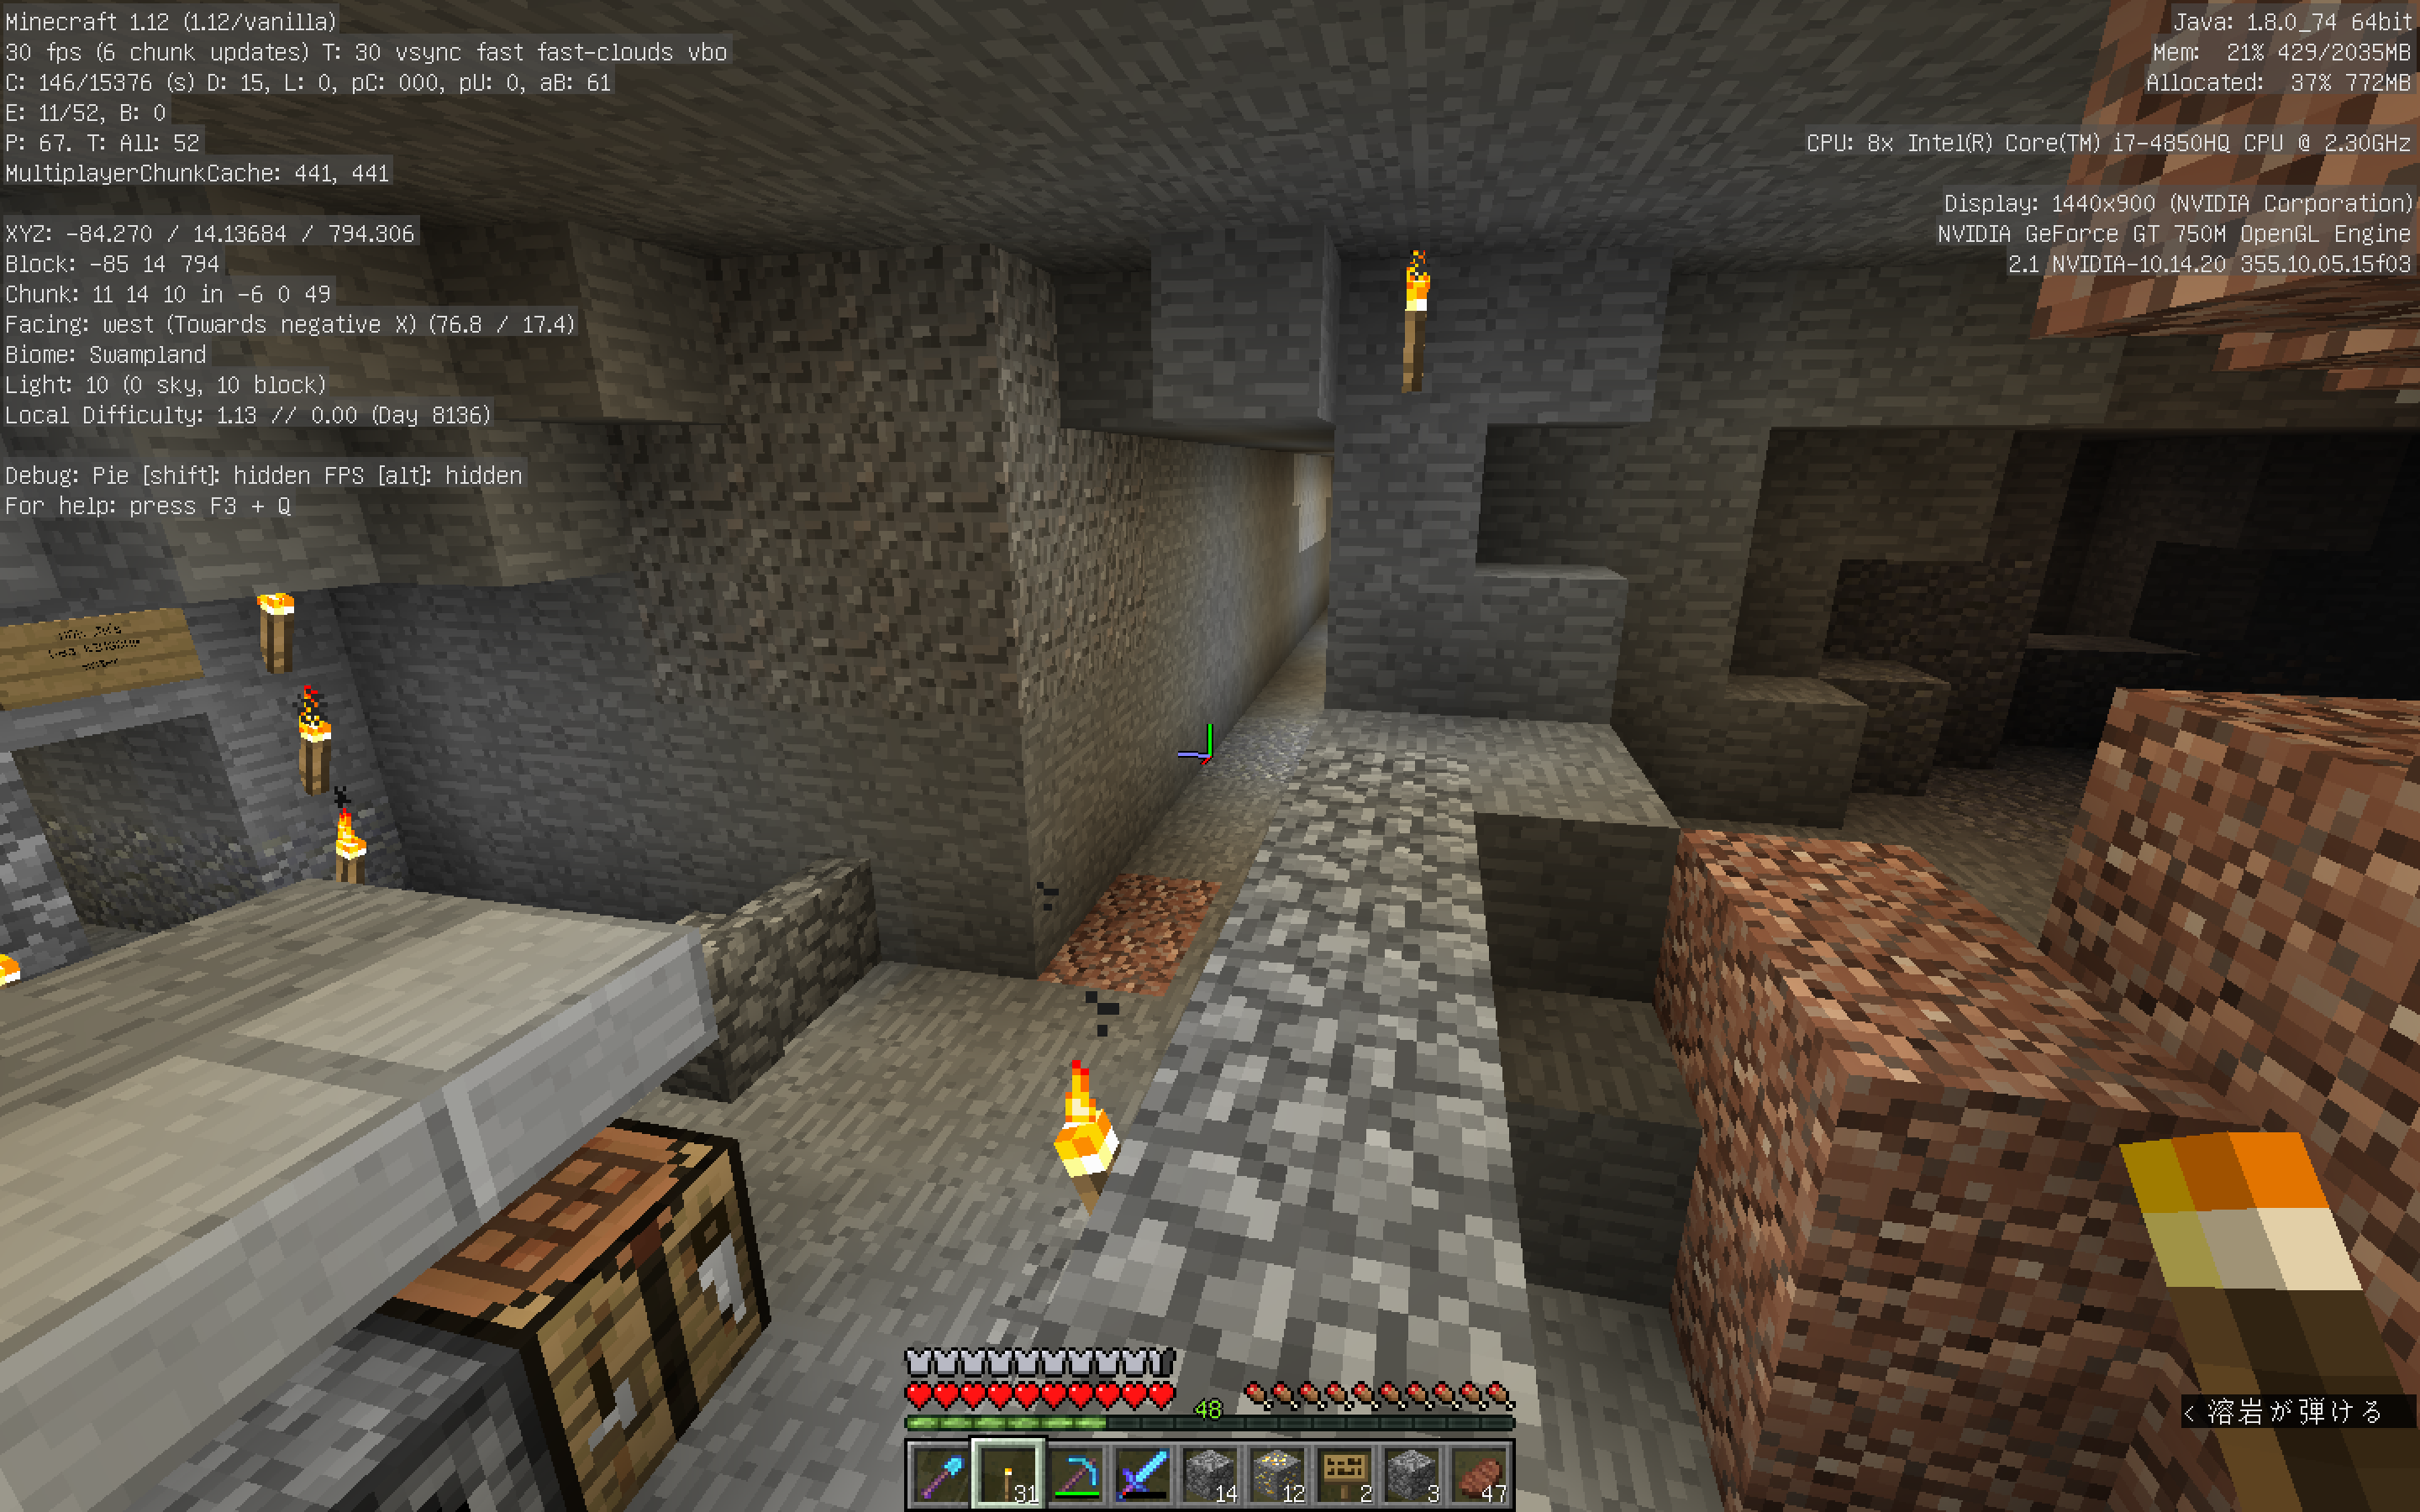 Minecraft 1.12 (1.12/vanilla)
30 fps (6 chunk updates) T: 30 vsync fast fast-clouds vbo
C: 146/15376 (s) D: 15, L: 0, pC: 000, pU: 0, aB: 61
E: 11/52, B: 0
P: 67. T: All: 52
MultiplayerChunkCache: 441, 441
XYZ: -84.270 / 14.13684 / 794.306
Block: -85 14 794
Chunk: 11 14 10 in -6 0 49
Facing: west (Towards negative X) (76.8 / 17.4)
Biome: Swampland
Light: 10 (0 sky, 10 block)
Local Difficulty: 1.13 // 0.00 (Day 8136)
Debug: Pie [shift]: hidden FPS [alt]: hidden
For help: press F3 + Q
Java: 1.8.0_74 64bit
Mem: 21% 429/2035MB
Allocated: 37% 772MB
CPU: 8x Intel(R) Core(TM) i7-4850HQ CPU @ 2.30GHz
Display: 1440x900 (NVIDIA Corporation)
NVIDIA GeForce GT 750M OpenGL Engine
2.1 NVIDIA-10.14.20 355.10.05.15f03
< 溶岩が弾ける
48
31 14 12 2 3 47